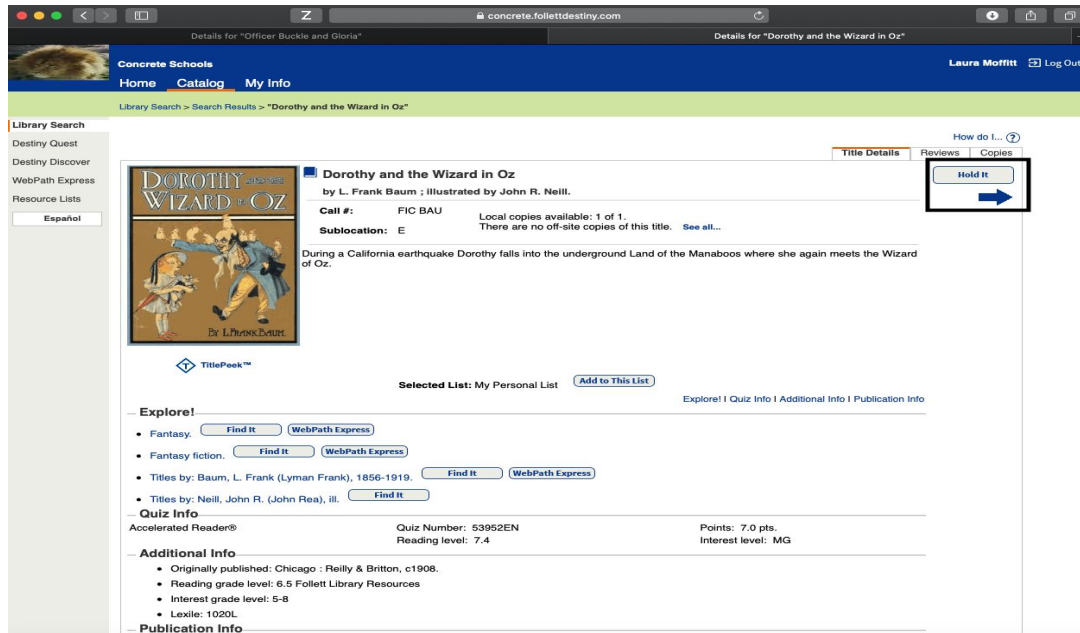 Z
concrete.follettdestiny.com
Details for "Officer Buckle and Gloria"
Details for "Dorothy and the Wizard in Oz"
Concrete Schools
Laura Moffitt Log Out
Home Catalog My Info
Library Search > Search Results > "Dorothy and the Wizard in Oz"
Library Search
Destiny Quest
Destiny Discover
WebPath Express
Resource Lists
Español
How do I... ?
Title Details Reviews Copies
Hold It
DOROTHY AND THE
WIZARD IN OZ
BY L. FRANK BAUM.
Dorothy and the Wizard in Oz
by L. Frank Baum ; illustrated by John R. Neill.
Call #: FIC BAU
Sublocation: E
Local copies available: 1 of 1.
There are no off-site copies of this title. See all...
During a California earthquake Dorothy falls into the underground Land of the Manaboos where she again meets the Wizard
of Oz.
T TitlePeek™
Selected List: My Personal List Add to This List
Explore! I Quiz Info I Additional Info I Publication Info
Explore!
• Fantasy. Find It WebPath Express
• Fantasy fiction. Find It WebPath Express
• Titles by: Baum, L. Frank (Lyman Frank), 1856-1919. Find It WebPath Express
• Titles by: Neill, John R. (John Rea), ill. Find It
Quiz Info
Accelerated Reader® Quiz Number: 53952EN Points: 7.0 pts.
Reading level: 7.4 Interest level: MG
Additional Info
• Originally published: Chicago : Reilly & Britton, c1908.
• Reading grade level: 6.5 Follett Library Resources
• Interest grade level: 5-8
• Lexile: 1020L
Publication Info